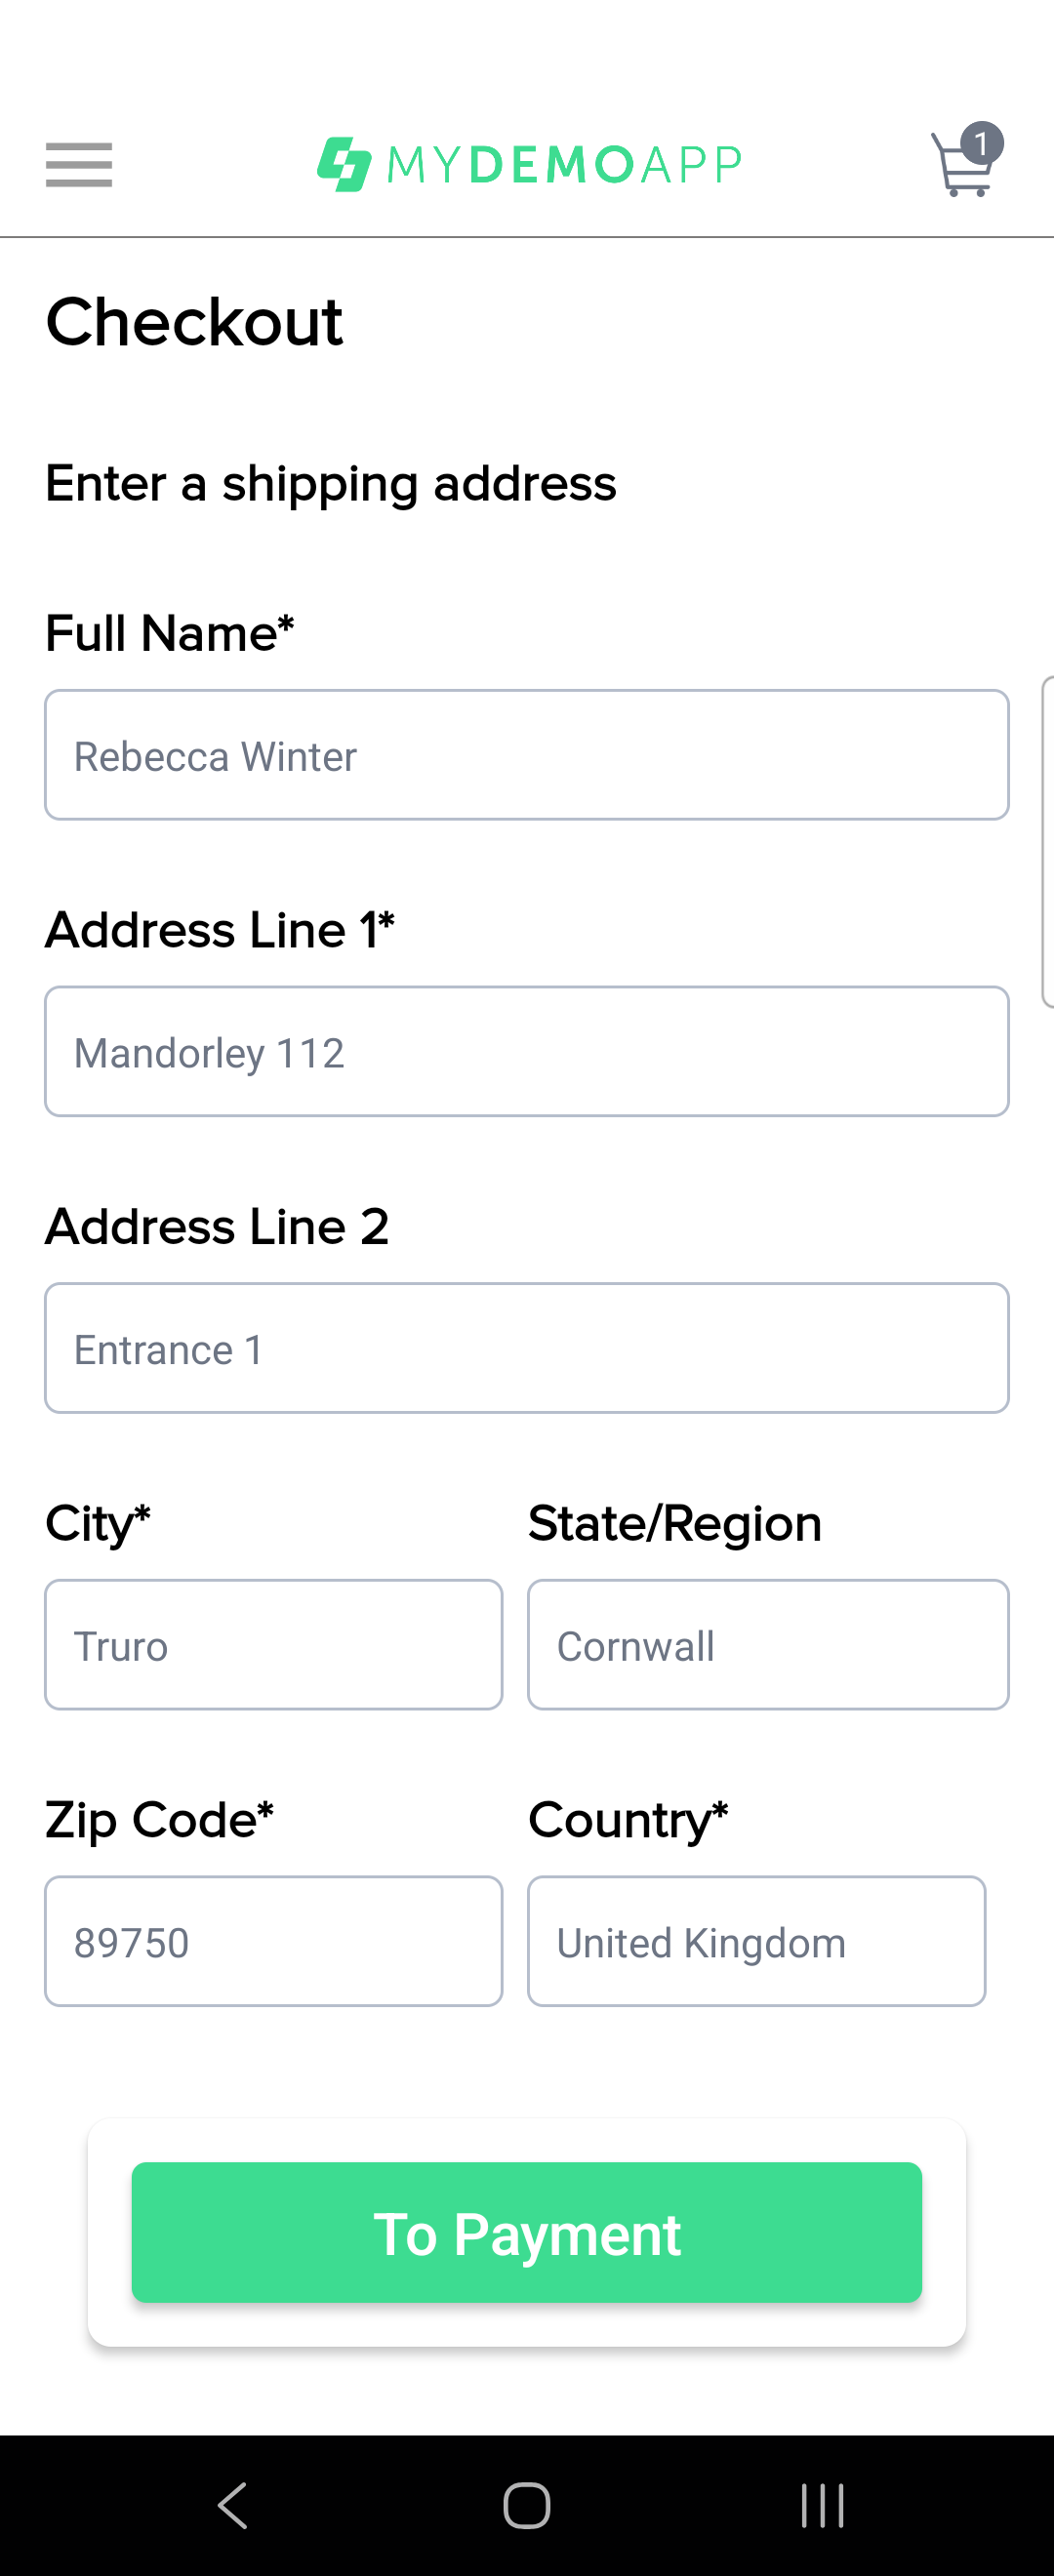 MYDEMOAPP
1
Checkout
Enter a shipping address
Full Name*
Rebecca Winter
Address Line 1*
Mandorley 112
Address Line 2
Entrance 1
City*
State/Region
Truro
Cornwall
Zip Code*
Country*
89750
United Kingdom
To Payment